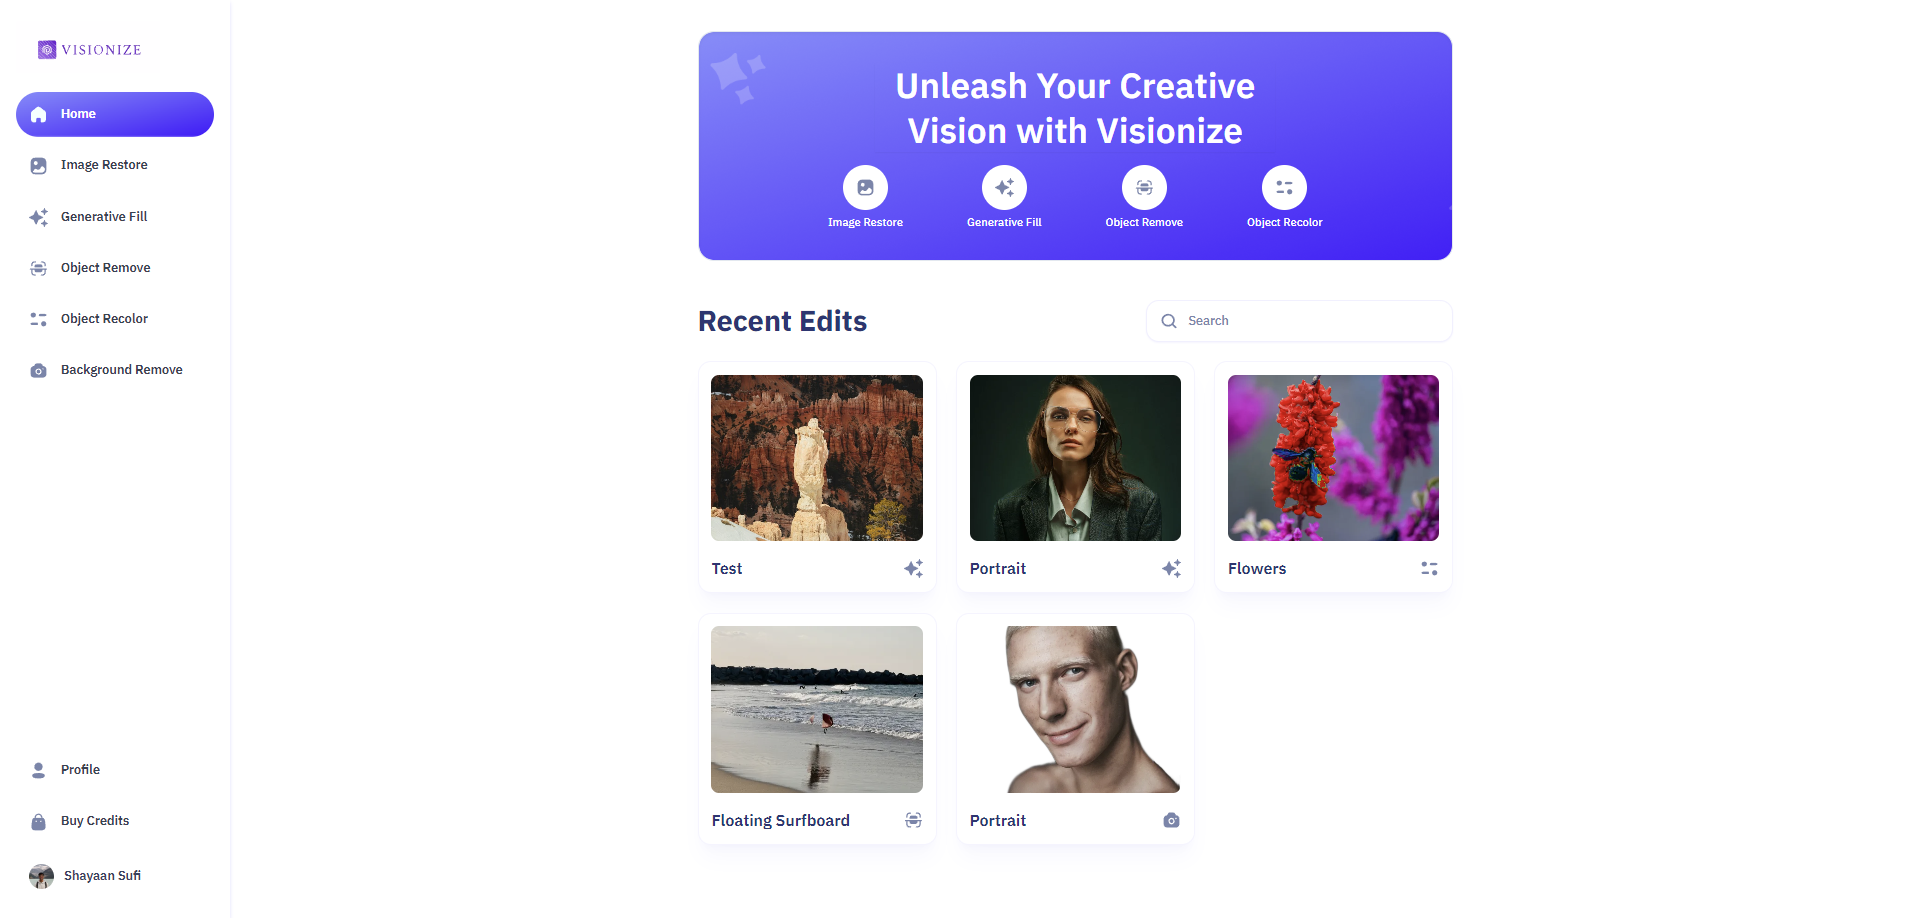 VISIONIZE
Home
Image Restore
Generative Fill
Object Remove
Object Recolor
Background Remove
Profile
Buy Credits
Shayaan Sufi
Unleash Your Creative
Vision with Visionize
Image Restore
Generative Fill
Object Remove
Object Recolor
Recent Edits
Search
Test
Portrait
Flowers
Floating Surfboard
Portrait